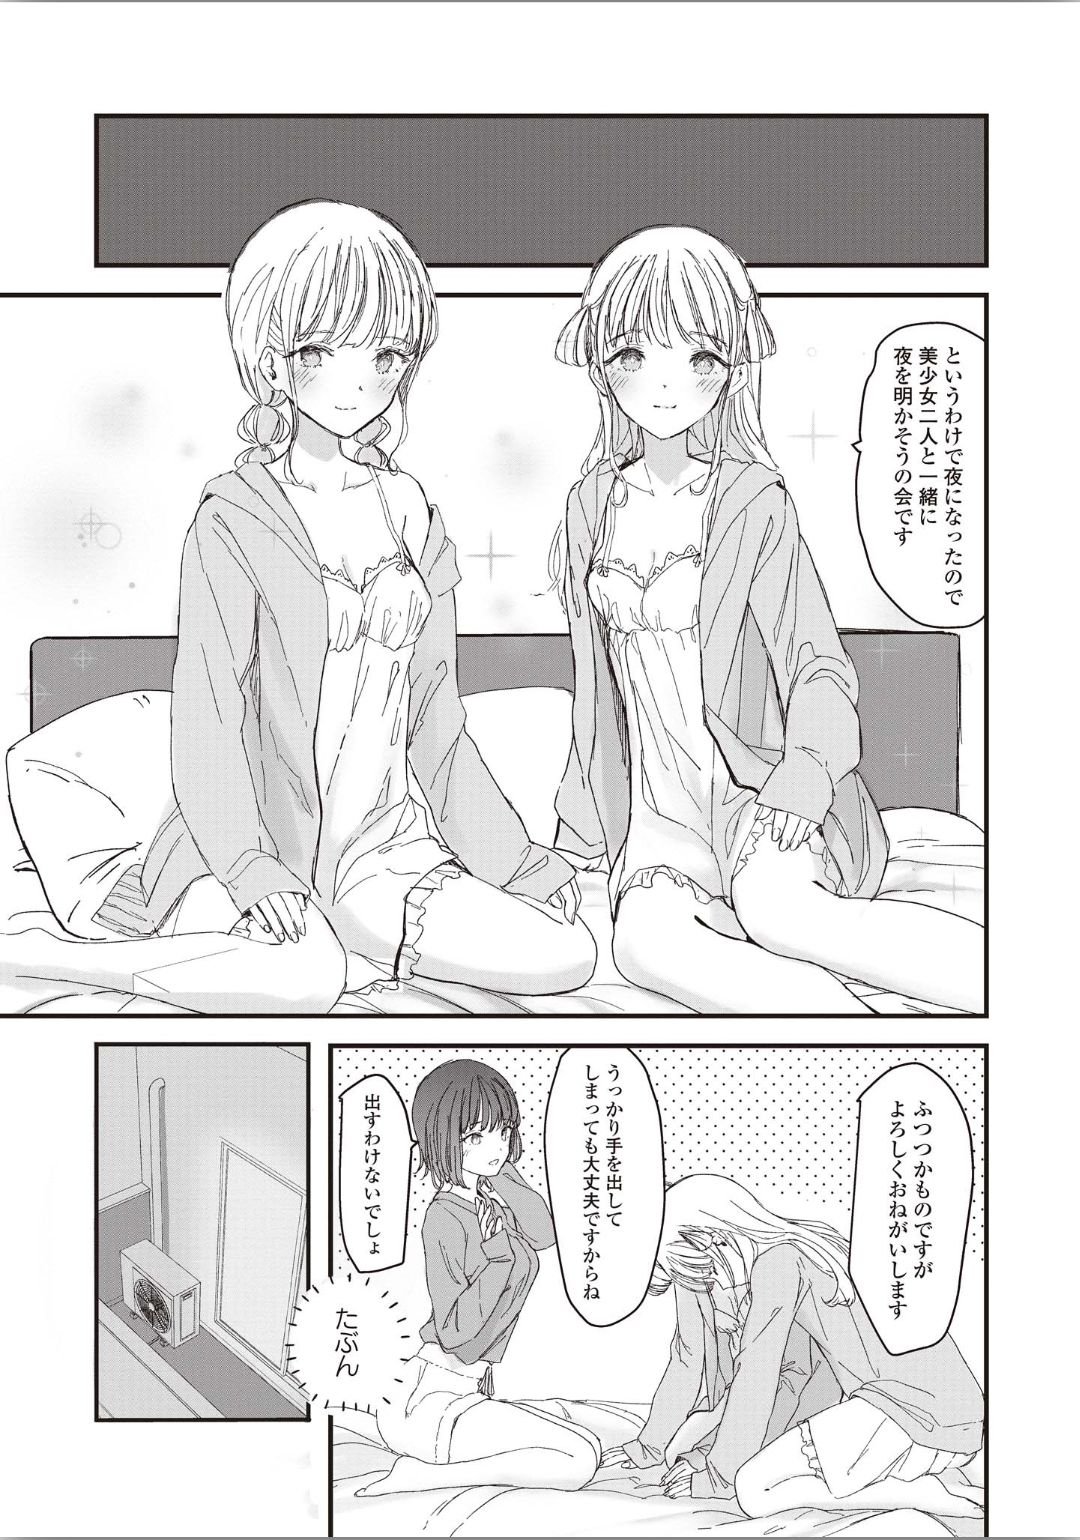 というわけで夜になったので
美少女二人と一緒に
夜を明かそうの会です
ふつつかものですが
よろしくおねがいします
うっかり手を出して
しまっても大丈夫ですからね
出すわけないでしょ
たぶん